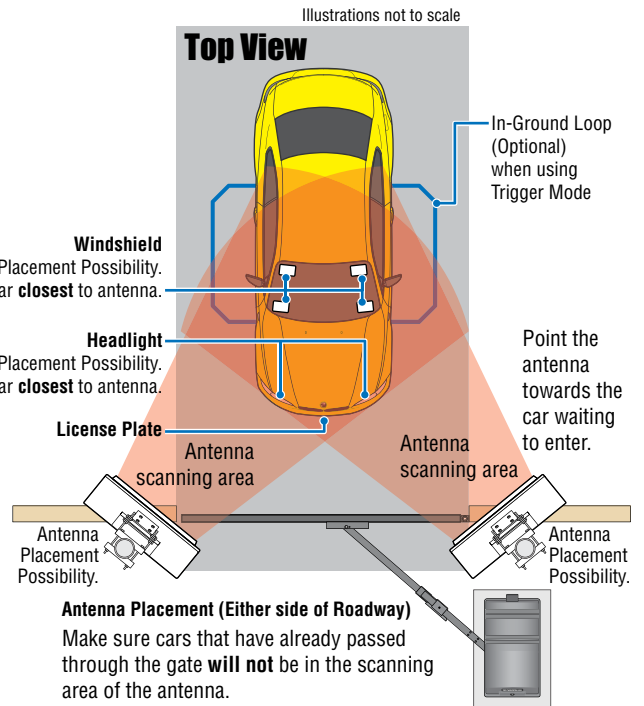 Illustrations not to scale
Top View
In-Ground Loop
(Optional)
when using
Trigger Mode
Windshield
Placement Possibility.
ar closest to antenna.
Headlight
Placement Possibility.
ar closest to antenna.
License Plate
Point the
antenna
towards the
car waiting
to enter.
Antenna
scanning area
Antenna
scanning area
Antenna
Placement
Possibility.
Antenna
Placement
Possibility.
Antenna Placement (Either side of Roadway)
Make sure cars that have already passed
through the gate will not be in the scanning
area of the antenna.